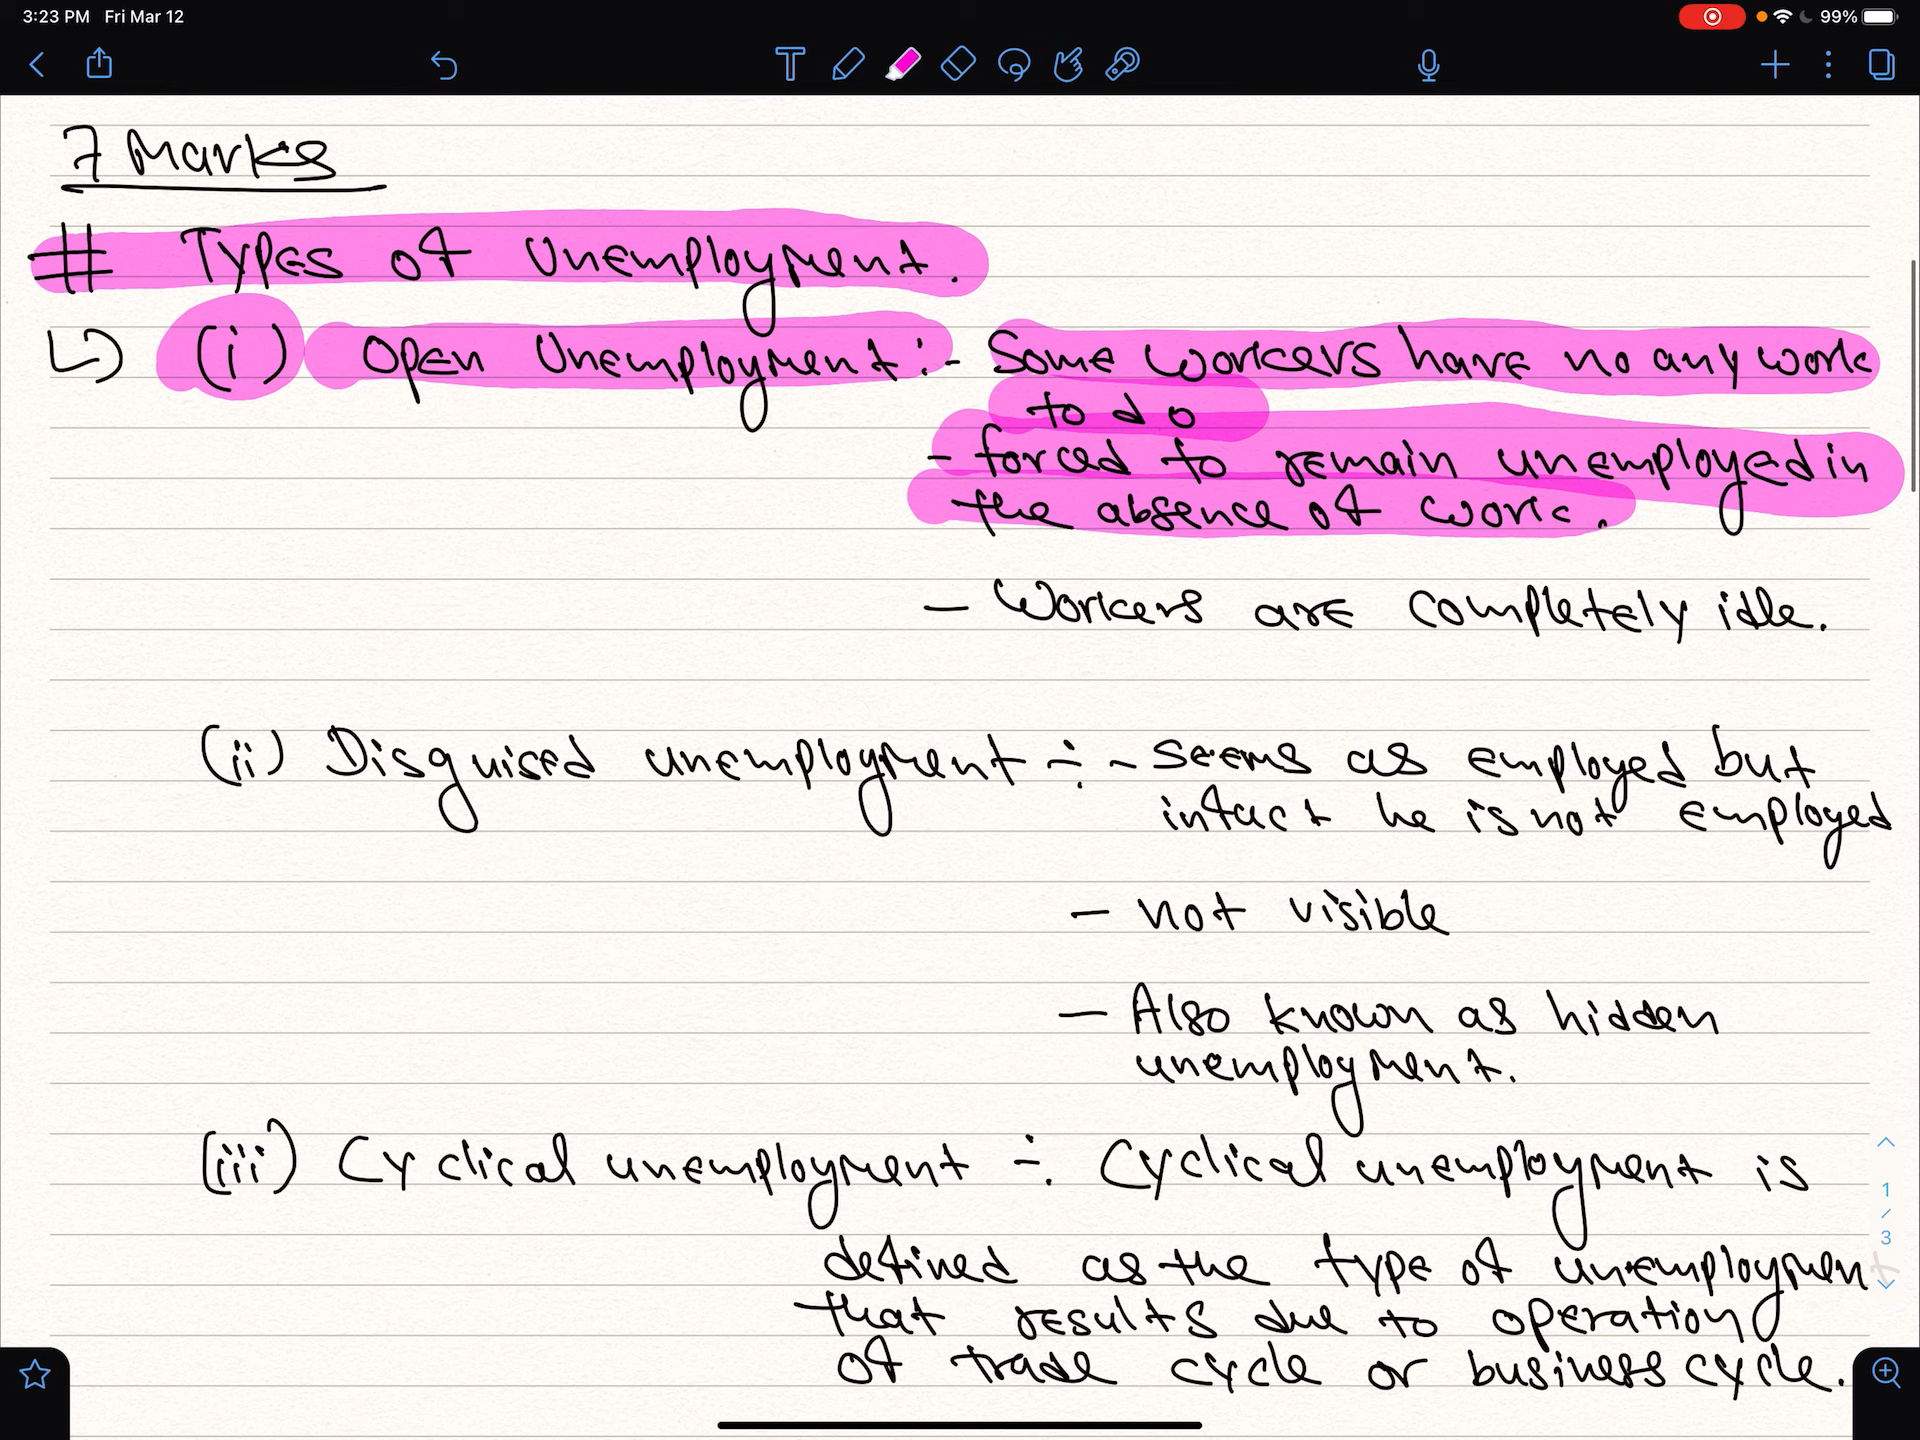 3:23 PM Fri Mar 12
99%
7 Marks
# Types of Unemployment.
↳ (i) Open Unemployment :- Some workers have no any work
to do
- forced to remain unemployed in
the absence of work.
- Workers are completely idle.
(ii) Disguised unemployment ÷ - seems as employed but
infact he is not employed
- not visible
- Also known as hidden
unemployment.
(iii) Cyclical unemployment ÷ Cyclical unemployment is
defined as the type of unemployment
that results due to operation
of trade cycle or business cycle.
1
/
3